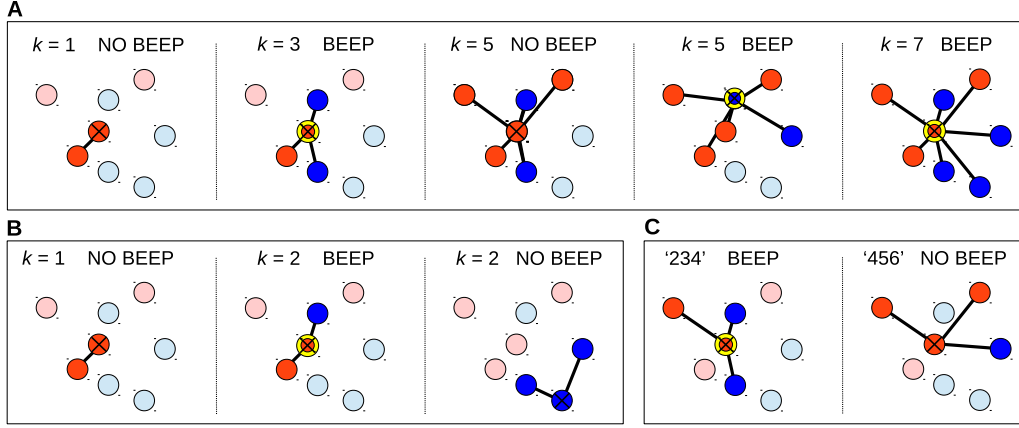 A
k = 1 NO BEEP
k = 3 BEEP
k = 5 NO BEEP
k = 5 BEEP
k = 7 BEEP
B
k = 1 NO BEEP
k = 2 BEEP
k = 2 NO BEEP
C
‘234’ BEEP
‘456’ NO BEEP